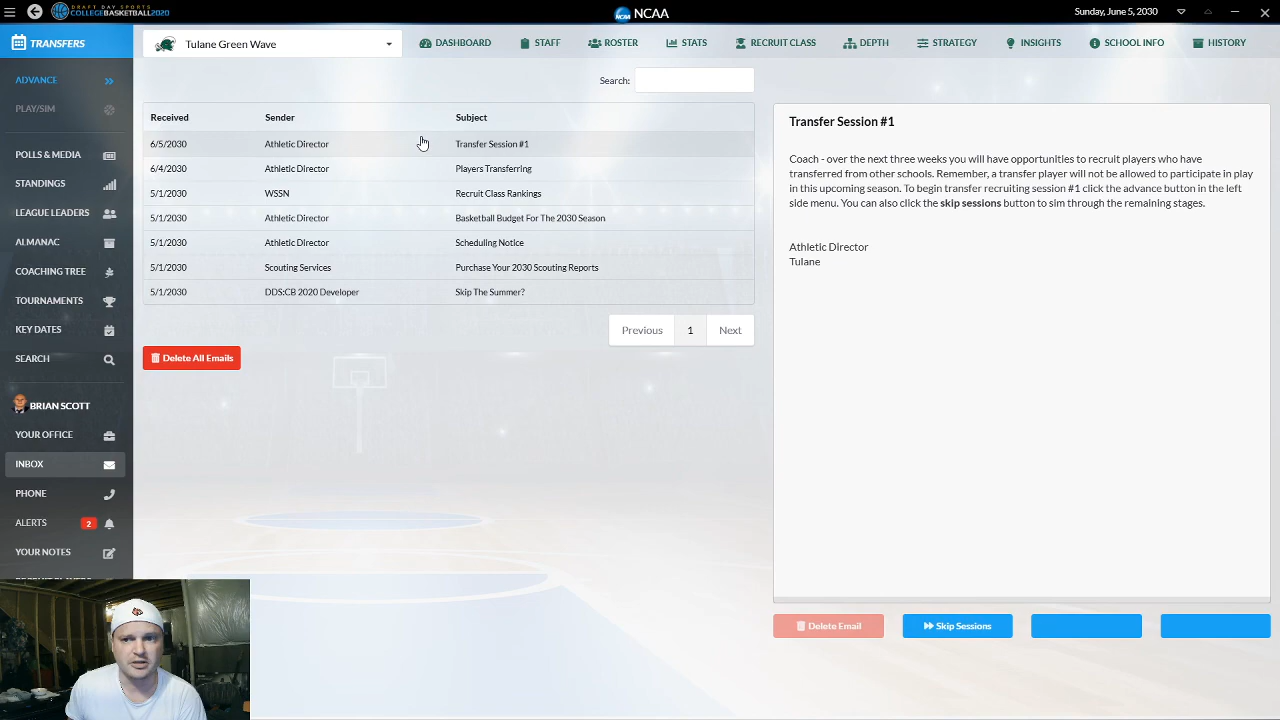 DRAFT DAY SPORTS
COLLEGE BASKETBALL 2020
NCAA
NCAA
Sunday, June 5, 2030
TRANSFERS
Tulane Green Wave
DASHBOARD
STAFF
ROSTER
STATS
RECRUIT CLASS
DEPTH
STRATEGY
INSIGHTS
SCHOOL INFO
HISTORY
ADVANCE
PLAY/SIM
POLLS & MEDIA
STANDINGS
LEAGUE LEADERS
ALMANAC
COACHING TREE
TOURNAMENTS
KEY DATES
SEARCH
BRIAN SCOTT
YOUR OFFICE
INBOX
PHONE
ALERTS 2
YOUR NOTES
Search:
Received Sender Subject
6/5/2030 Athletic Director Transfer Session #1
6/4/2030 Athletic Director Players Transferring
5/1/2030 WSSN Recruit Class Rankings
5/1/2030 Athletic Director Basketball Budget For The 2030 Season
5/1/2030 Athletic Director Scheduling Notice
5/1/2030 Scouting Services Purchase Your 2030 Scouting Reports
5/1/2030 DDS:CB 2020 Developer Skip The Summer?
Previous 1 Next
Delete All Emails
Transfer Session #1
Coach - over the next three weeks you will have opportunities to recruit players who have
transferred from other schools. Remember, a transfer player will not be allowed to participate in play
in this upcoming season. To begin transfer recruiting session #1 click the advance button in the left
side menu. You can also click the skip sessions button to sim through the remaining stages.
Athletic Director
Tulane
Delete Email
Skip Sessions